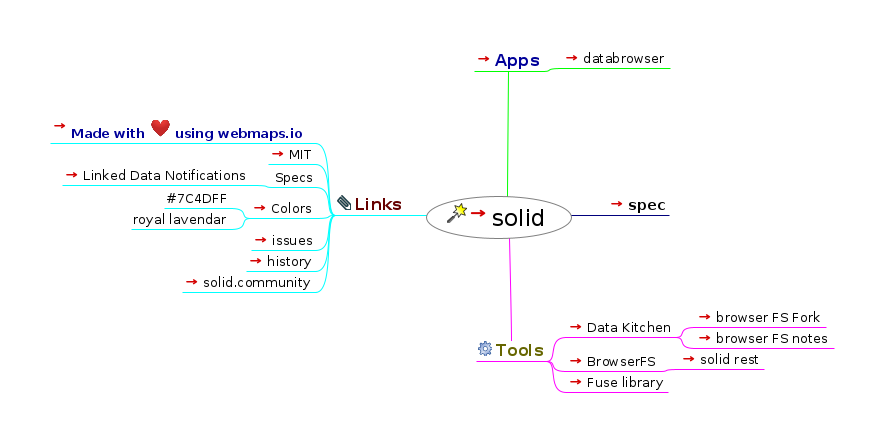 Apps
databrowser
Made with ❤ using webmaps.io
MIT
Linked Data Notifications
Specs
#7C4DFF
royal lavendar
Colors
Links
issues
history
solid.community
solid
spec
Tools
Data Kitchen
browser FS Fork
browser FS notes
BrowserFS
solid rest
Fuse library